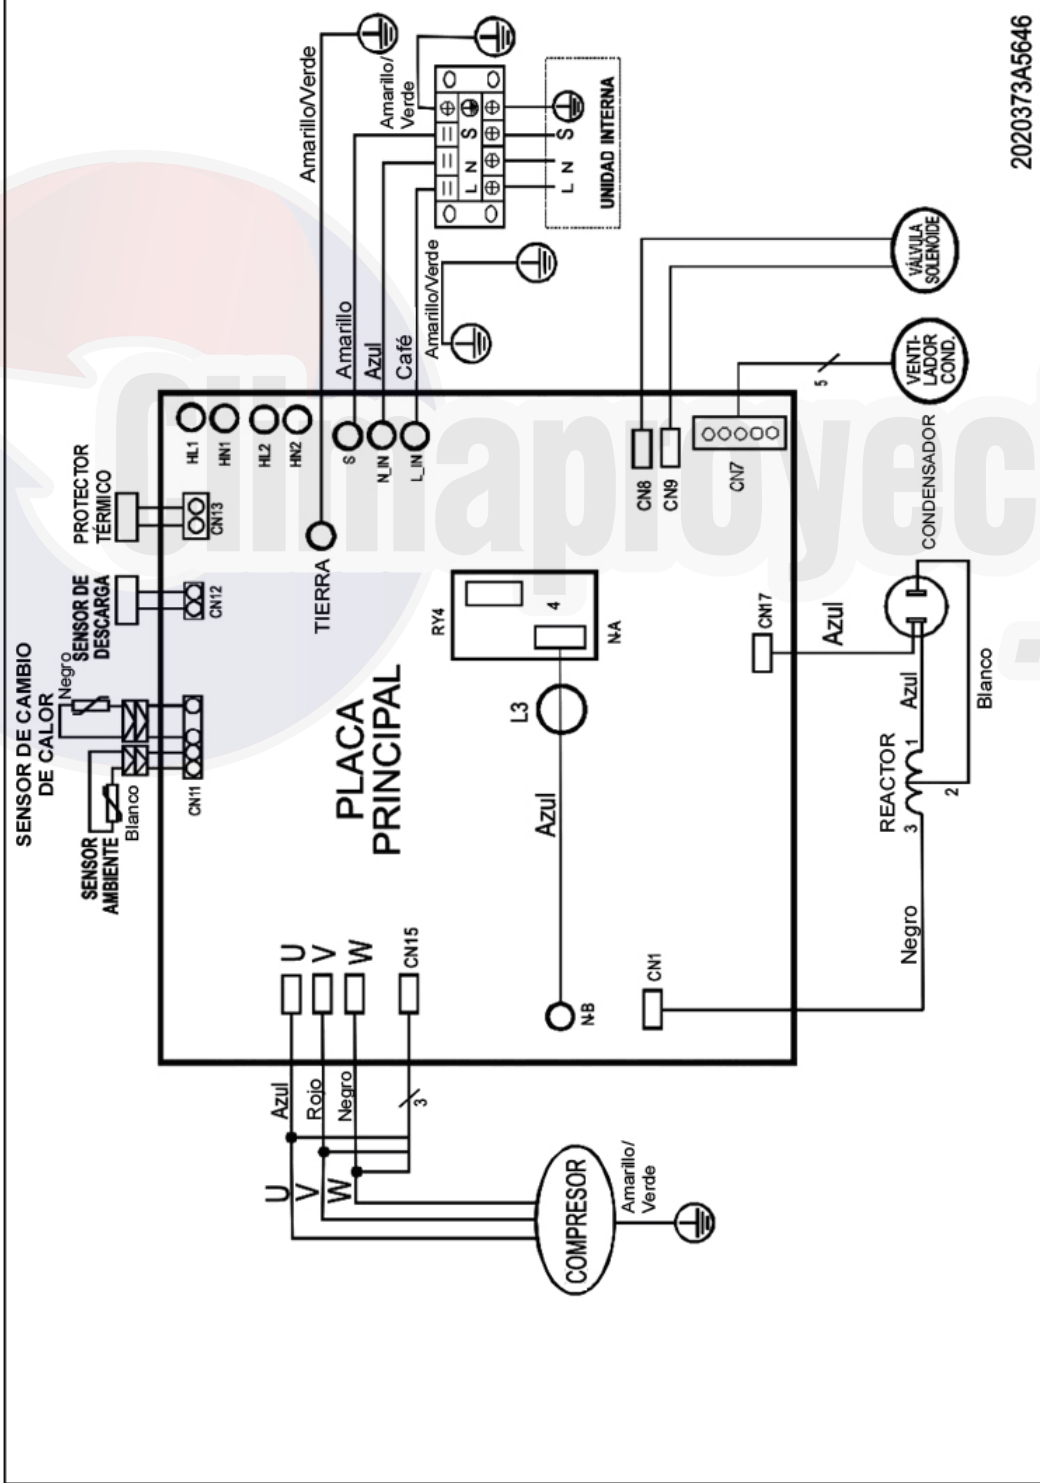 SENSOR DE CAMBIO
DE CALOR
Negro
SENSOR
AMBIENTE
Blanco
CN11
SENSOR DE
DESCARGA
CN12
PROTECTOR
TÉRMICO
CN13
HL1
HN1
HL2
HN2
S
N_IN
L_IN
TIERRA
Amarillo/Verde
Amarillo
Azul
Café
Amarillo/
Verde
Amarillo/Verde
L N S
L N S
UNIDAD INTERNA
PLACA
PRINCIPAL
RY4
4
N-A
L3
Azul
N-B
U
V
W
CN15
Azul
Rojo
Negro
3
U
V
W
COMPRESOR
Amarillo/
Verde
CN1
CN17
CN8
CN9
CN7
5
VÁLVULA
SOLENÓIDE
VENTI-
LADOR
COND.
CONDENSADOR
Azul
Azul
Blanco
REACTOR
3
1
2
Negro
2020373A5646